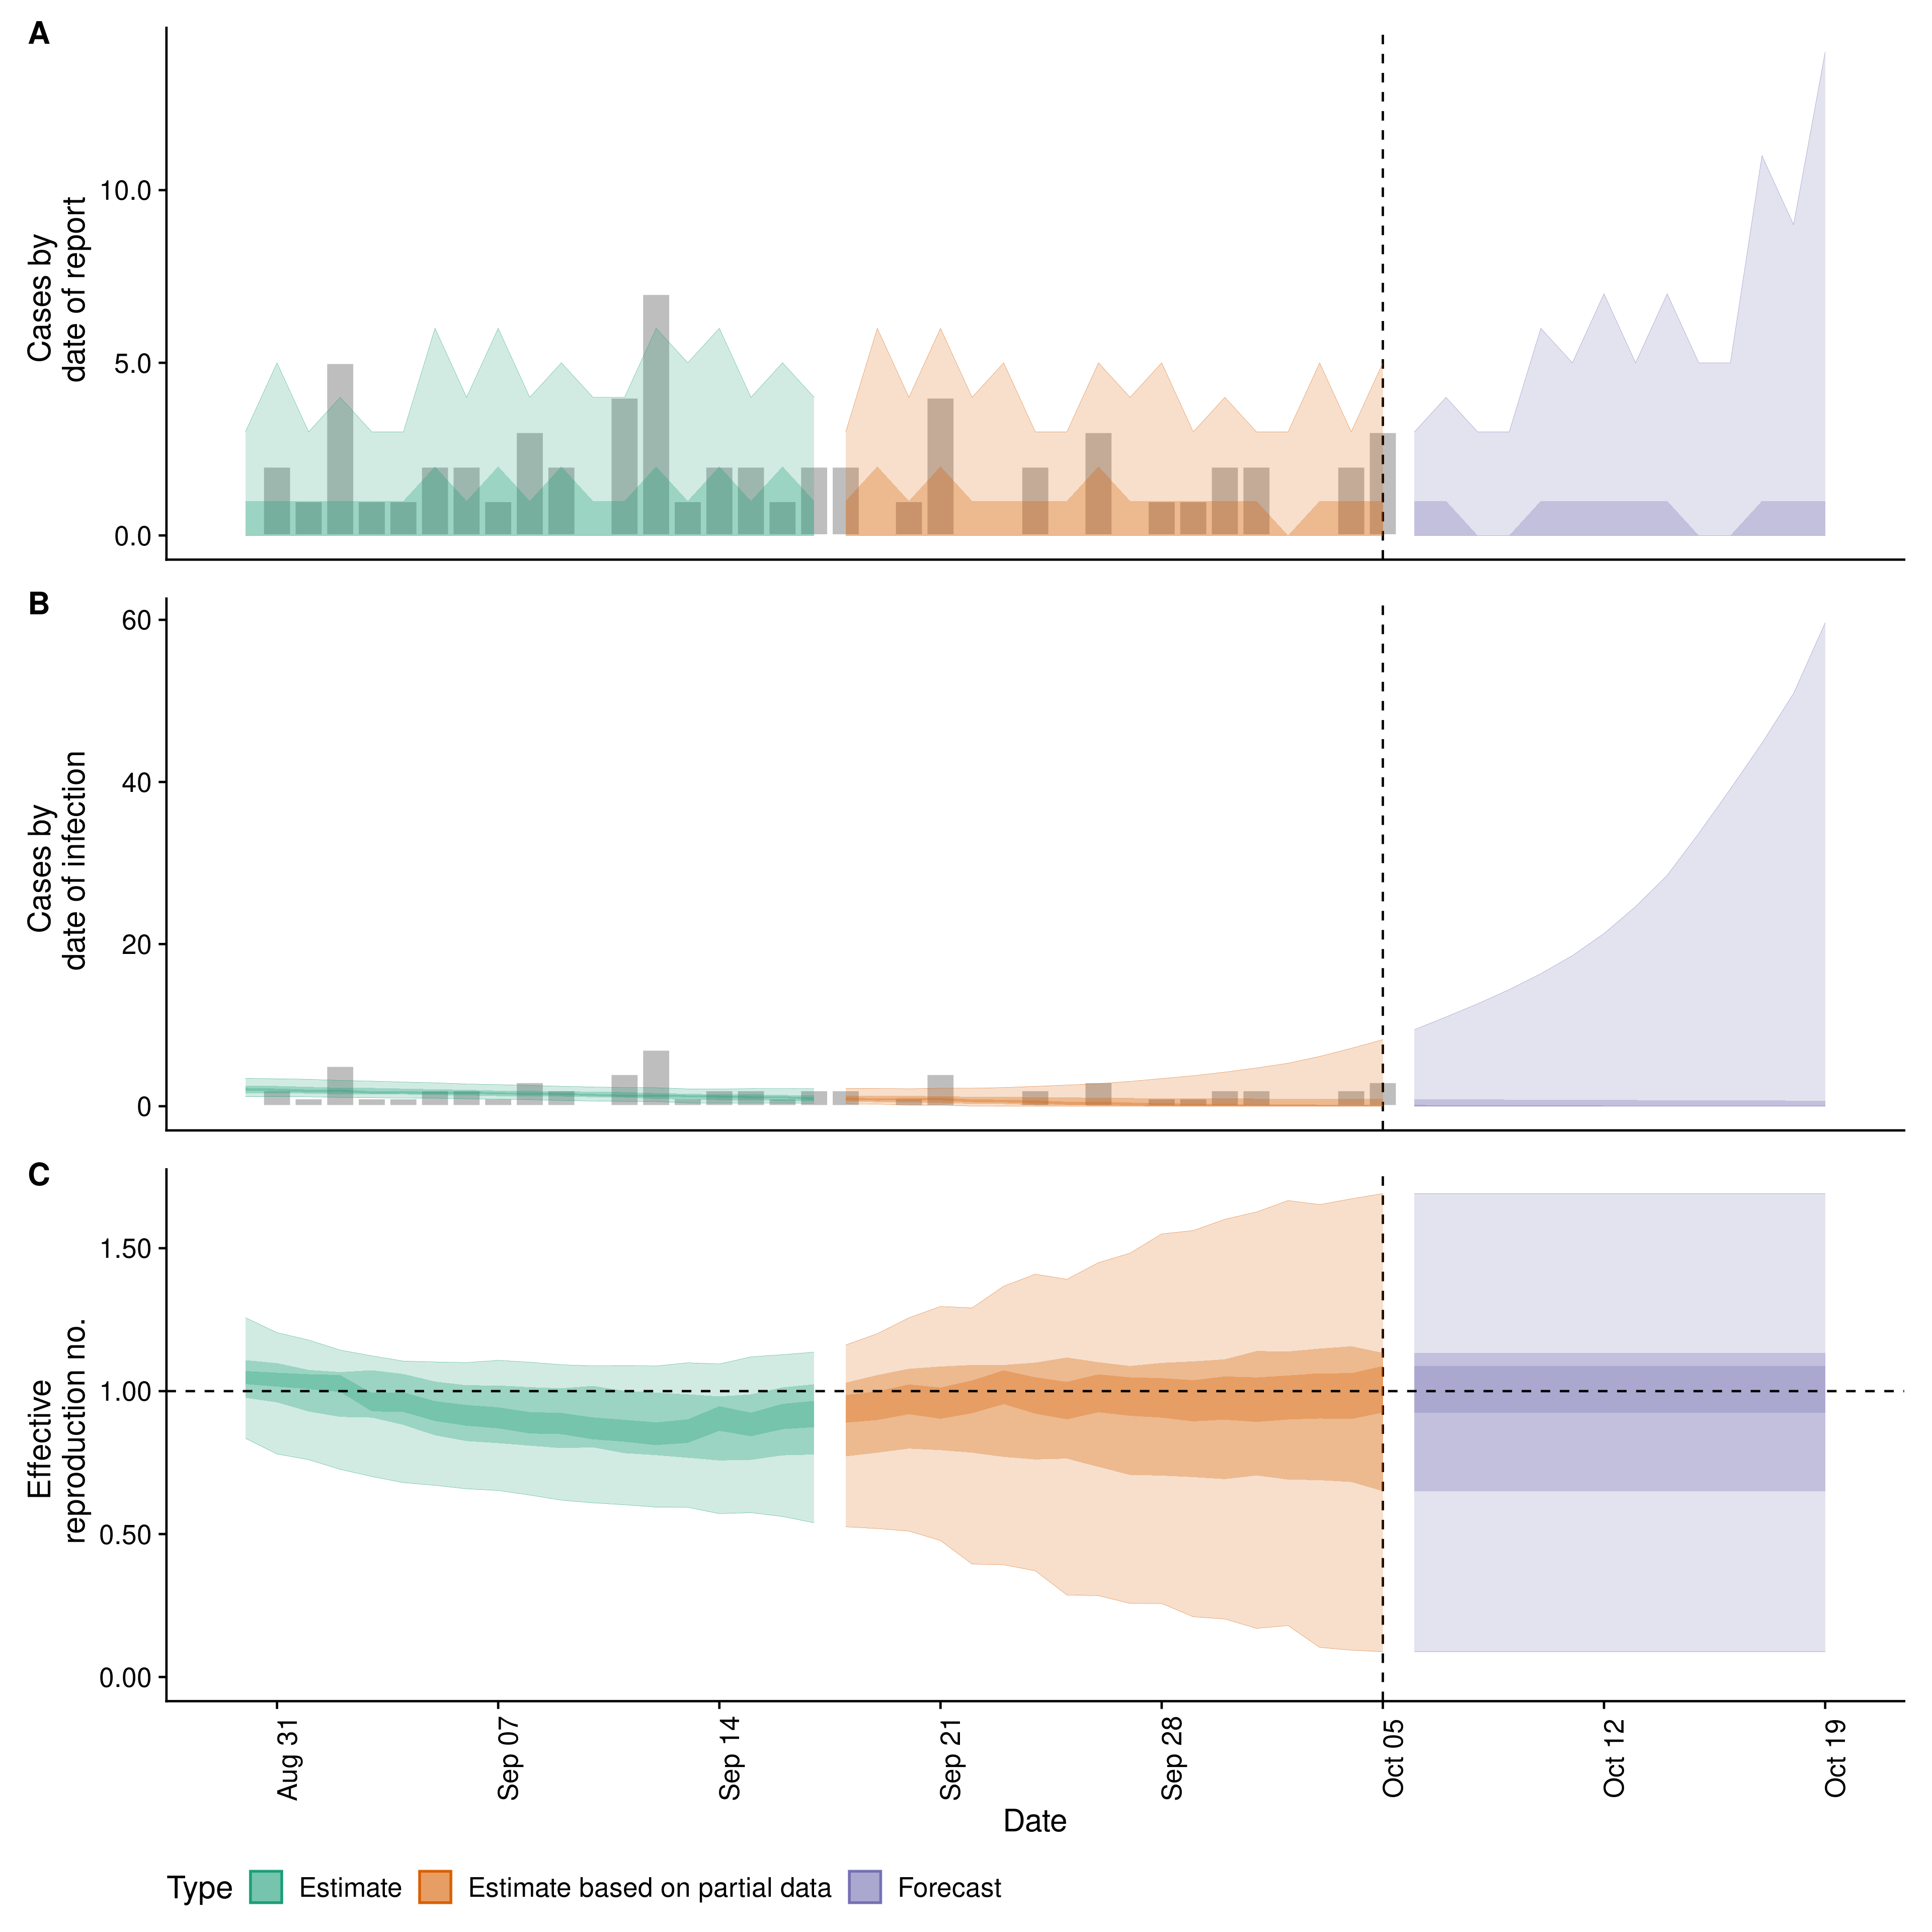 A
Cases by
date of report
10.0
5.0
0.0
B
Cases by
date of infection
60
40
20
0
C
Effective
reproduction no.
1.50
1.00
0.50
0.00
Aug 31
Sep 07
Sep 14
Sep 21
Sep 28
Oct 05
Oct 12
Oct 19
Date
Type Estimate Estimate based on partial data Forecast